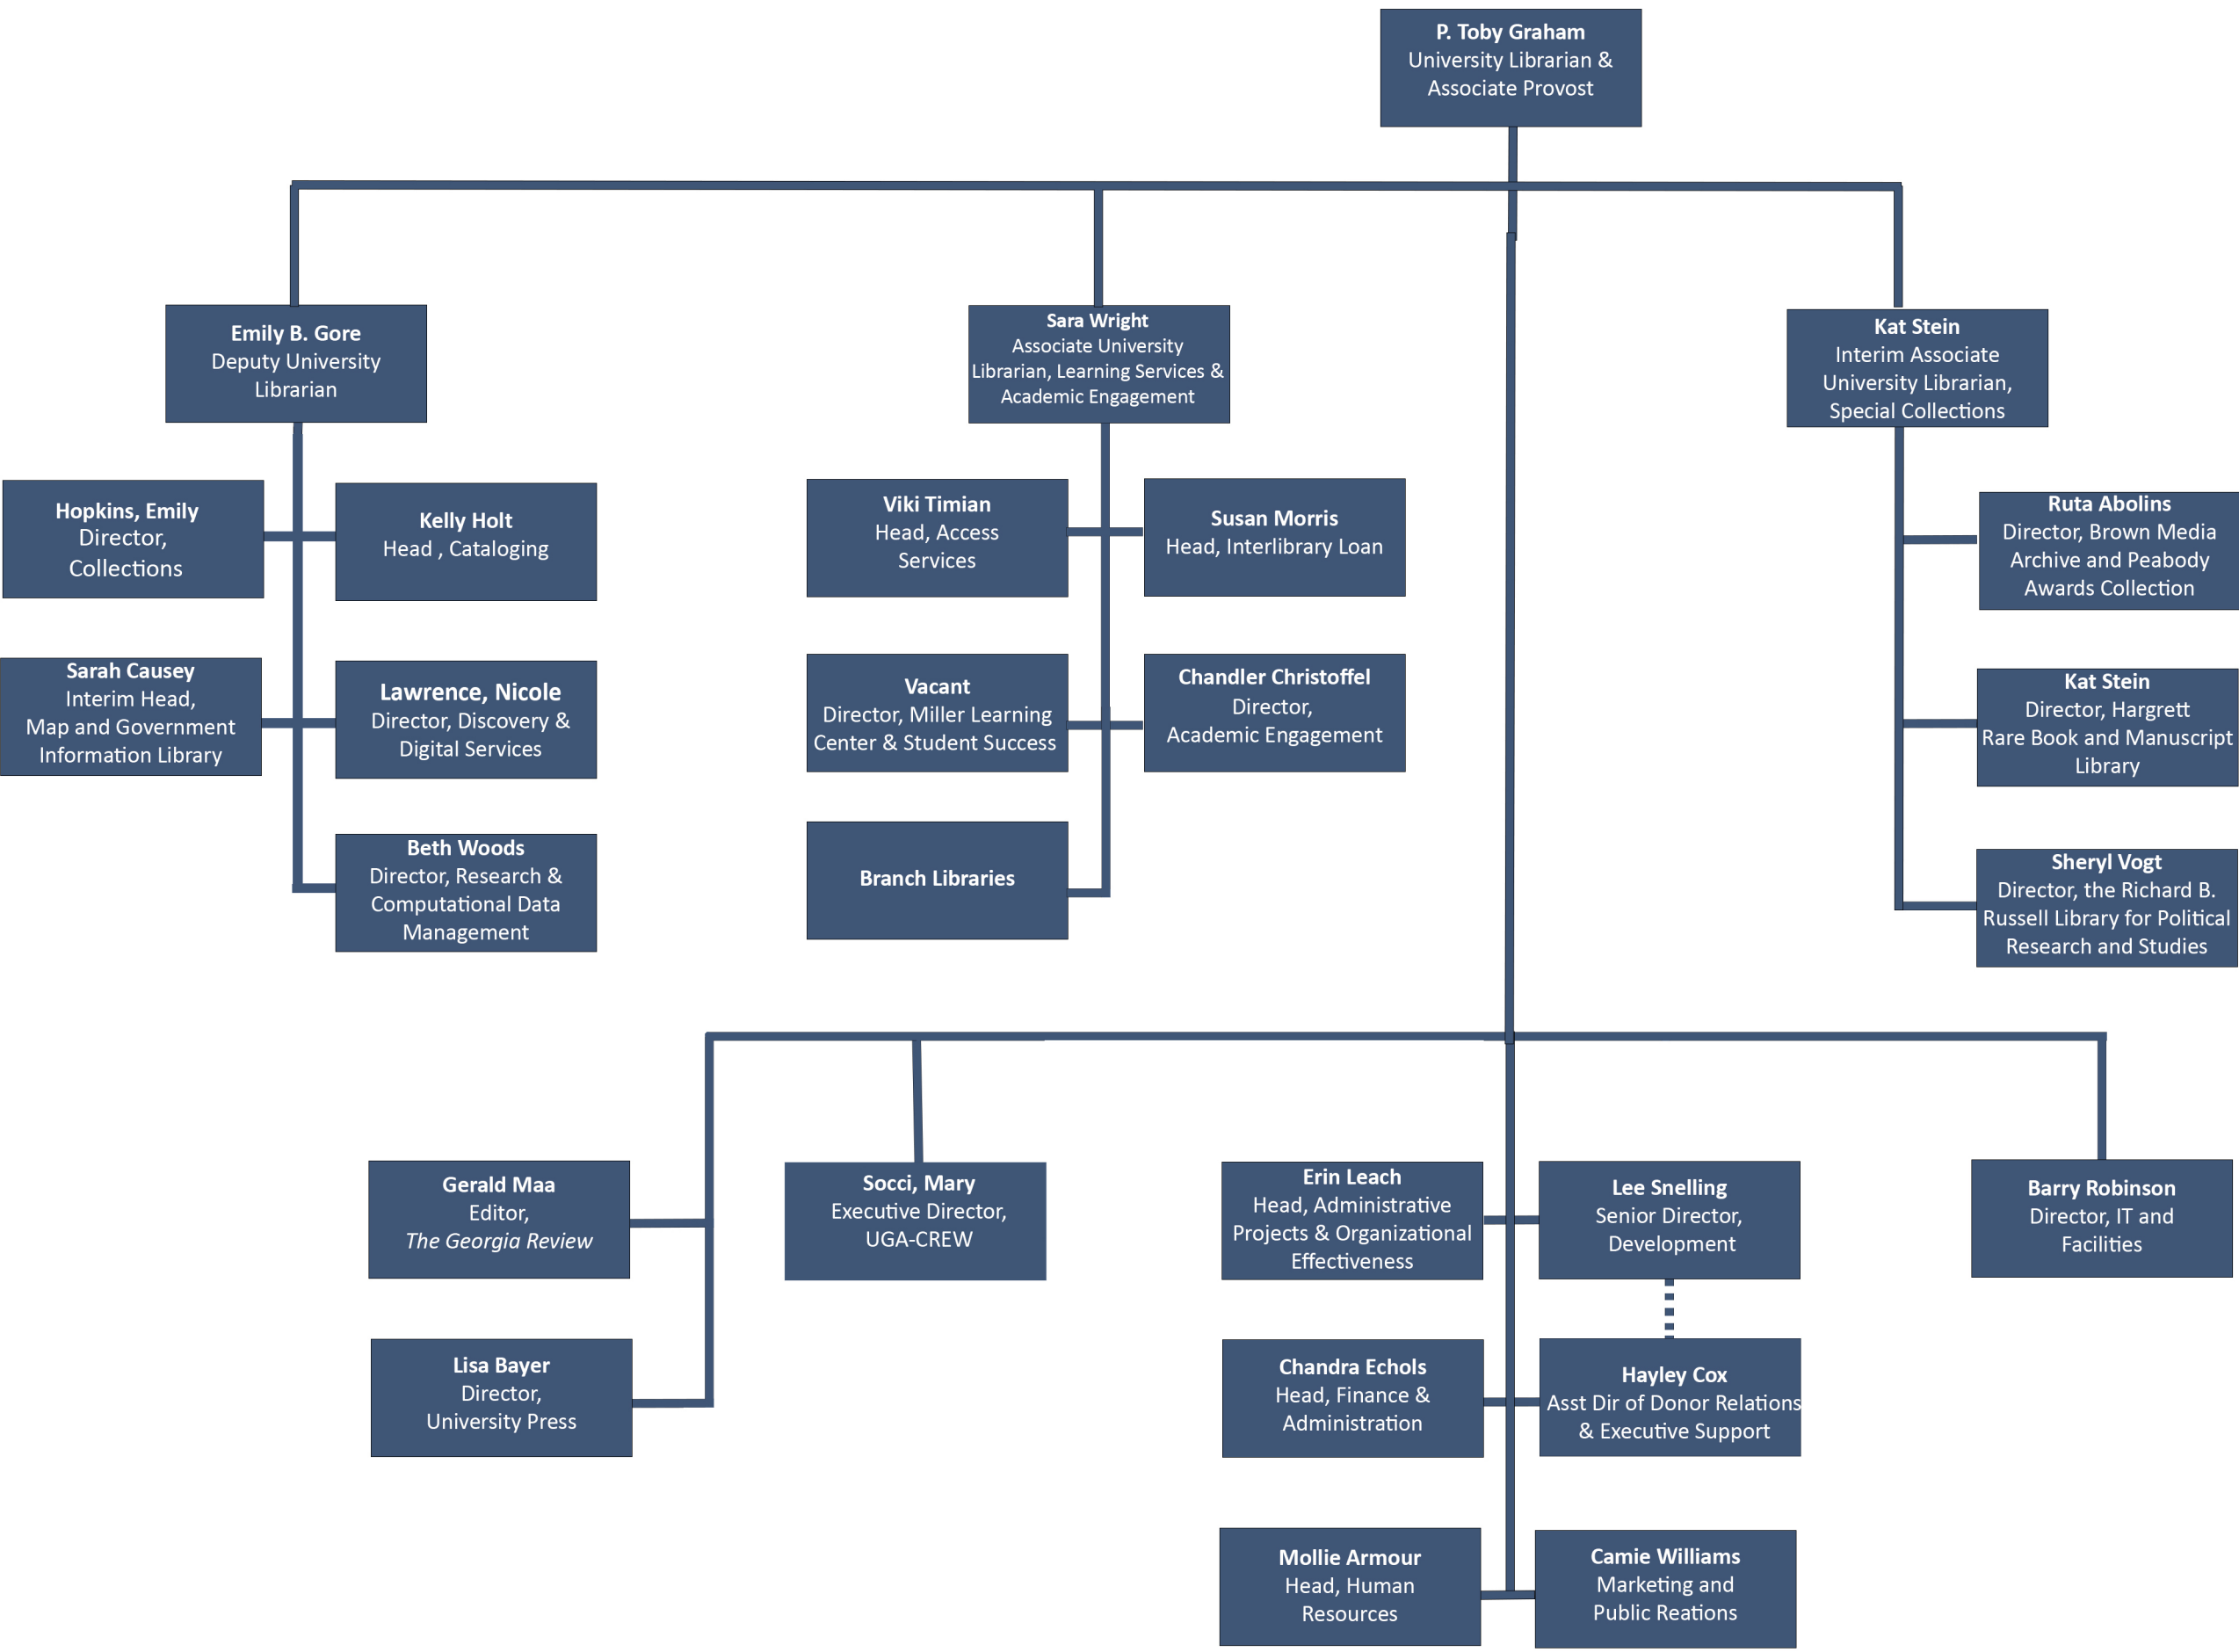 P. Toby Graham
University Librarian &
Associate Provost
Emily B. Gore
Deputy University
Librarian
Sara Wright
Associate University
Librarian, Learning Services &
Academic Engagement
Kat Stein
Interim Associate
University Librarian,
Special Collections
Hopkins, Emily
Director,
Collections
Kelly Holt
Head , Cataloging
Sarah Causey
Interim Head,
Map and Government
Information Library
Lawrence, Nicole
Director, Discovery &
Digital Services
Beth Woods
Director, Research &
Computational Data
Management
Viki Timian
Head, Access
Services
Susan Morris
Head, Interlibrary Loan
Vacant
Director, Miller Learning
Center & Student Success
Chandler Christoffel
Director,
Academic Engagement
Branch Libraries
Ruta Abolins
Director, Brown Media
Archive and Peabody
Awards Collection
Kat Stein
Director, Hargrett
Rare Book and Manuscript
Library
Sheryl Vogt
Director, the Richard B.
Russell Library for Political
Research and Studies
Gerald Maa
Editor,
The Georgia Review
Lisa Bayer
Director,
University Press
Socci, Mary
Executive Director,
UGA-CREW
Erin Leach
Head, Administrative
Projects & Organizational
Effectiveness
Lee Snelling
Senior Director,
Development
Chandra Echols
Head, Finance &
Administration
Hayley Cox
Asst Dir of Donor Relations
& Executive Support
Mollie Armour
Head, Human
Resources
Camie Williams
Marketing and
Public Reations
Barry Robinson
Director, IT and
Facilities